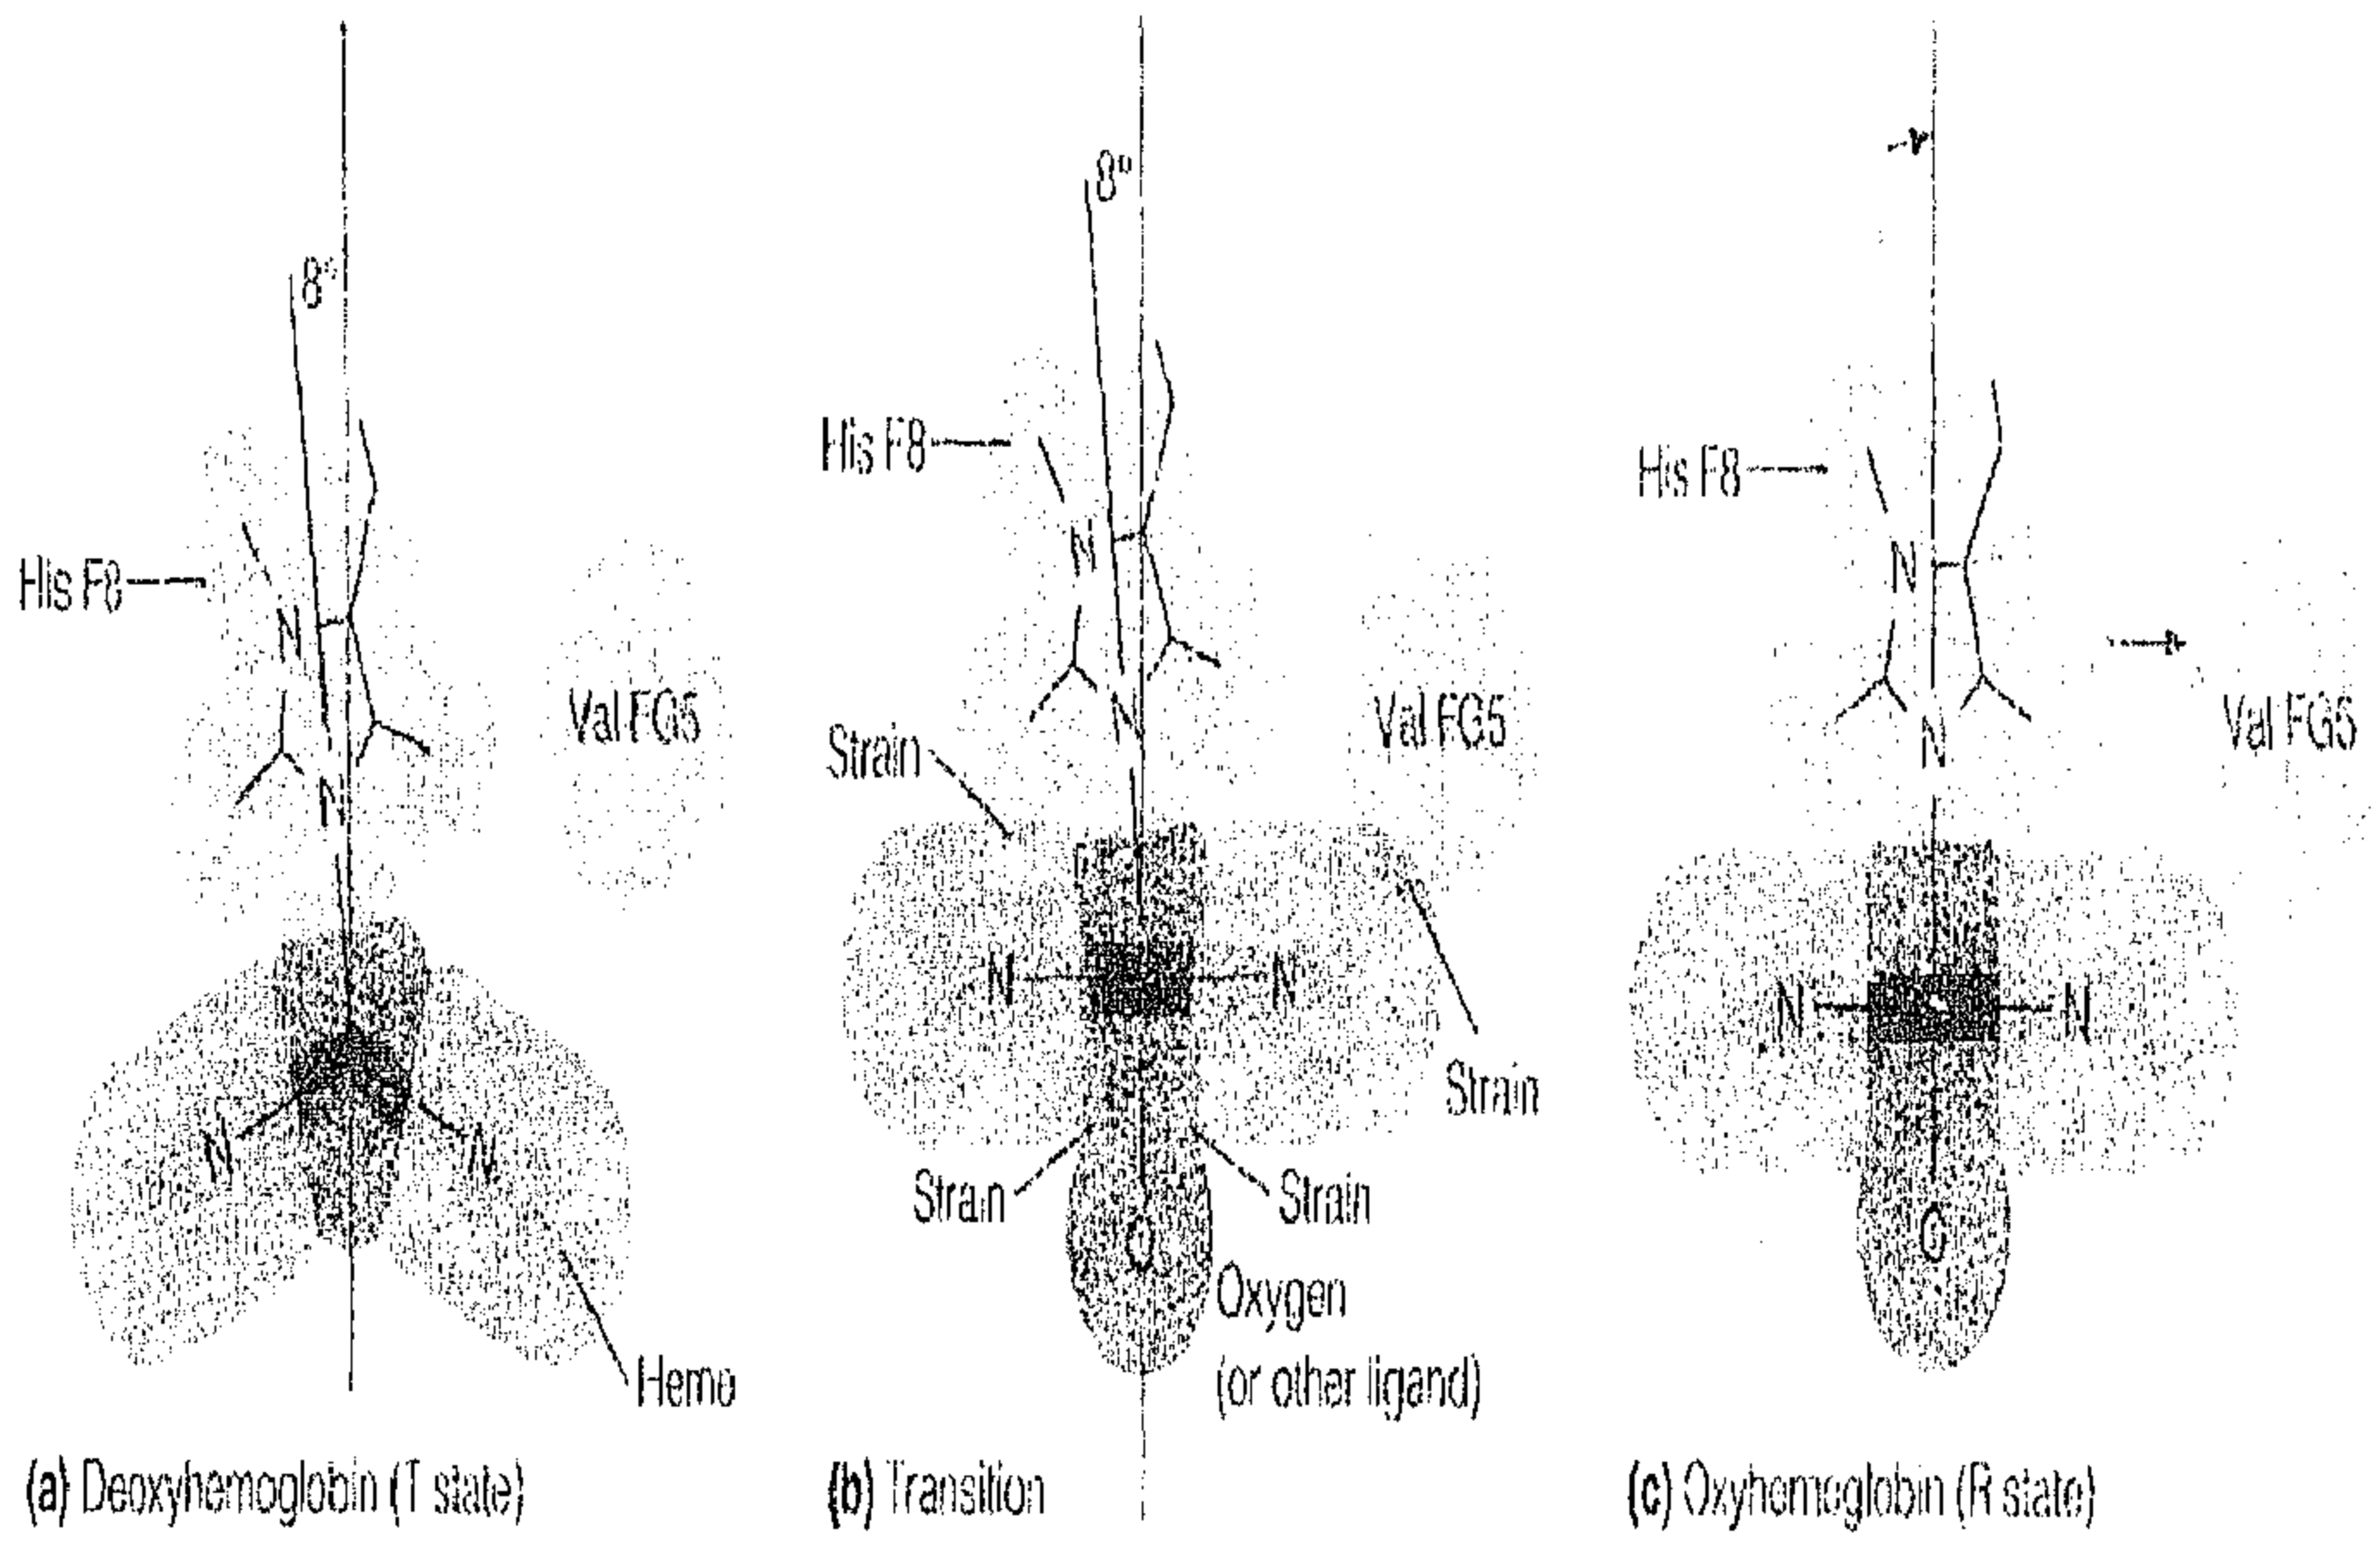 8°
His F8
N
N
Val FG5
N
N
Heme
(a) Deoxyhemoglobin (T state)
8°
His F8
N
N
Strain
Val FG5
N
N
Strain
Strain
Strain
O
Oxygen
(or other ligand)
(b) Transition
His F8
N
N
Val FG5
N
N
O
(c) Oxyhemoglobin (R state)